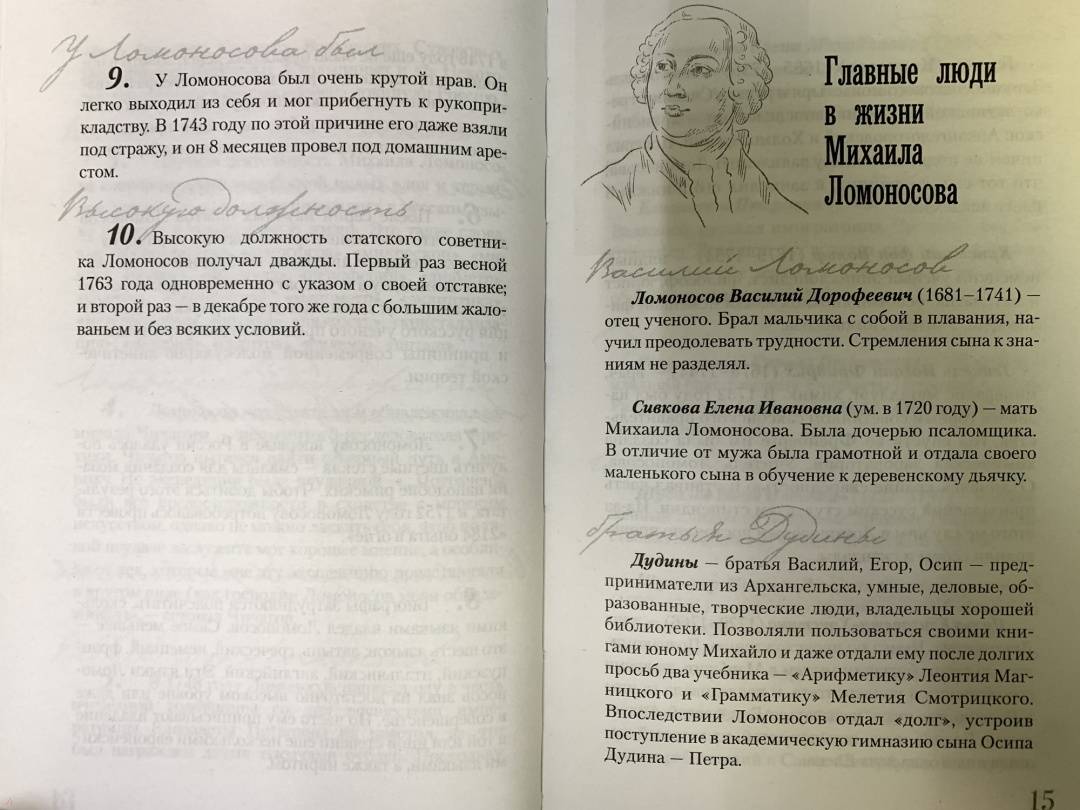 У Ломоносова был
9. У Ломоносова был очень крутой нрав. Он
легко выходил из себя и мог прибегнуть к рукопри-
кладству. В 1743 году по этой причине его даже взяли
под стражу, и он 8 месяцев провел под домашним аре-
стом.
Высокую должность
10. Высокую должность статского советни-
ка Ломоносов получал дважды. Первый раз весной
1763 года одновременно с указом о своей отставке;
и второй раз — в декабре того же года с большим жало-
ваньем и без всяких условий.
Главные люди
в жизни
Михаила
Ломоносова
Василий Ломоносов
Ломоносов Василий Дорофеевич (1681–1741) —
отец ученого. Брал мальчика с собой в плавания, на-
учил преодолевать трудности. Стремления сына к зна-
ниям не разделял.
Сивкова Елена Ивановна (ум. в 1720 году) — мать
Михаила Ломоносова. Была дочерью псаломщика.
В отличие от мужа была грамотной и отдала своего
маленького сына в обучение к деревенскому дьячку.
братья Дудины
Дудины — братья Василий, Егор, Осип — пред-
приниматели из Архангельска, умные, деловые, об-
разованные, творческие люди, владельцы хорошей
библиотеки. Позволяли пользоваться своими кни-
гами юному Михайло и даже отдали ему после долгих
просьб два учебника — «Арифметику» Леонтия Маг-
ницкого и «Грамматику» Мелетия Смотрицкого.
Впоследствии Ломоносов отдал «долг», устроив
поступление в академическую гимназию сына Осипа
Дудина — Петра.
15